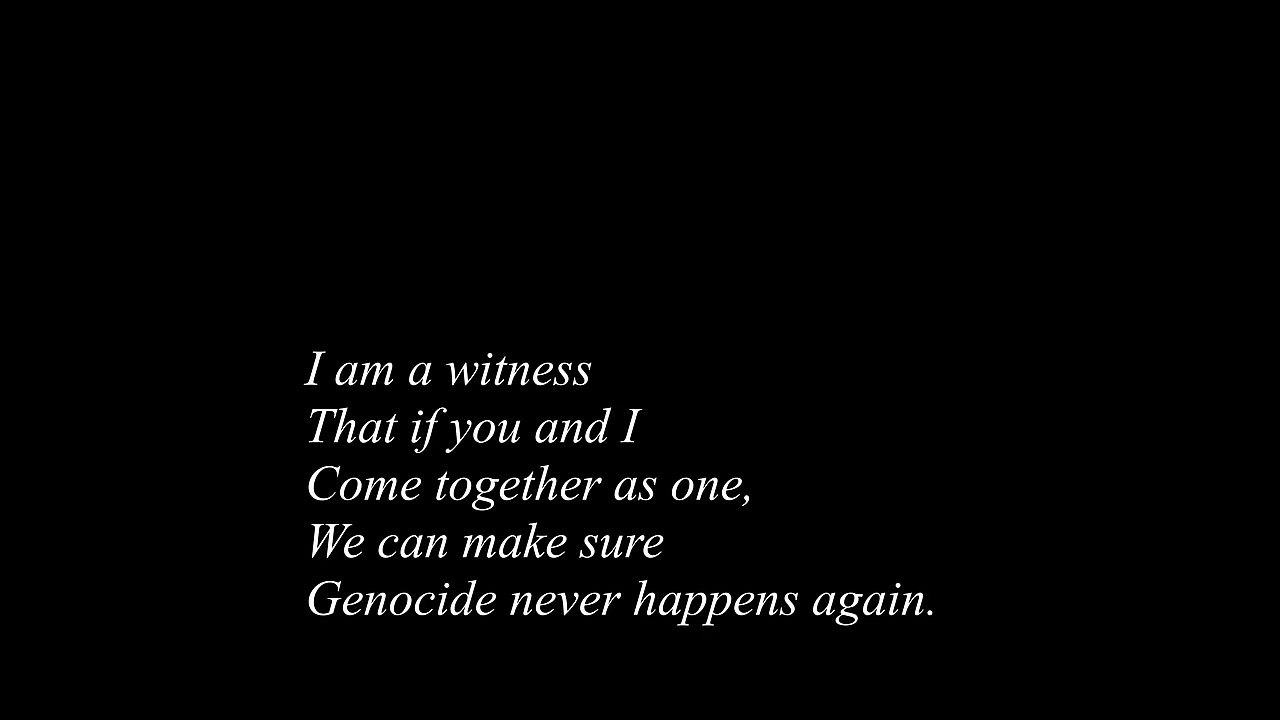 I am a witness
That if you and I
Come together as one,
We can make sure
Genocide never happens again.